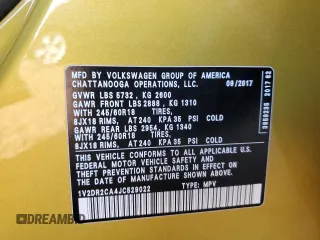 MFD BY VOLKSWAGEN GROUP OF AMERICA
CHATTANOOGA OPERATIONS, LLC. 09/2017
GVWR LBS 5732 , KG 2600
GAWR FRONT LBS 2888 , KG 1310
WITH 245/60R18 TIRES,
8JX18 RIMS, AT 240 KPA 35 PSI COLD
GAWR REAR LBS 2954, KG 1340
WITH 245/60R18 TIRES,
8JX18 RIMS, AT 240 KPA 35 PSI COLD
THIS VEHICLE CONFORMS TO ALL APPLICABLE
FEDERAL MOTOR VEHICLE SAFETY AND
THEFT PREVENTION STANDARDS IN EFFECT
ON THE DATE OF MANUFACTURE SHOWN ABOVE.
1V2DR2CA4JC529022 TYPE: MPV
2017 82
DREAMBID